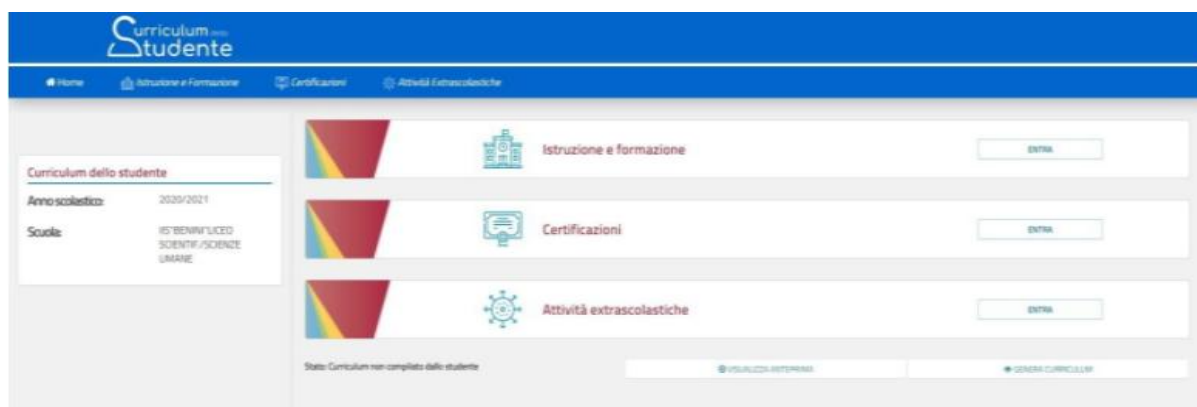 Curriculum dello
Studente
Home Istruzione e Formazione Certificazioni Attività Extrascolastiche
Istruzione e formazione ENTRA
Curriculum dello studente
Anno scolastico: 2020/2021
Scuola: IIS"BENINI"LICEO
SCIENTIF./SCIENZE
UMANE
Certificazioni ENTRA
Attività extrascolastiche ENTRA
Stato: Curriculum non compilato dallo studente VISUALIZZA ANTEPRIMA GENERA CURRICULUM